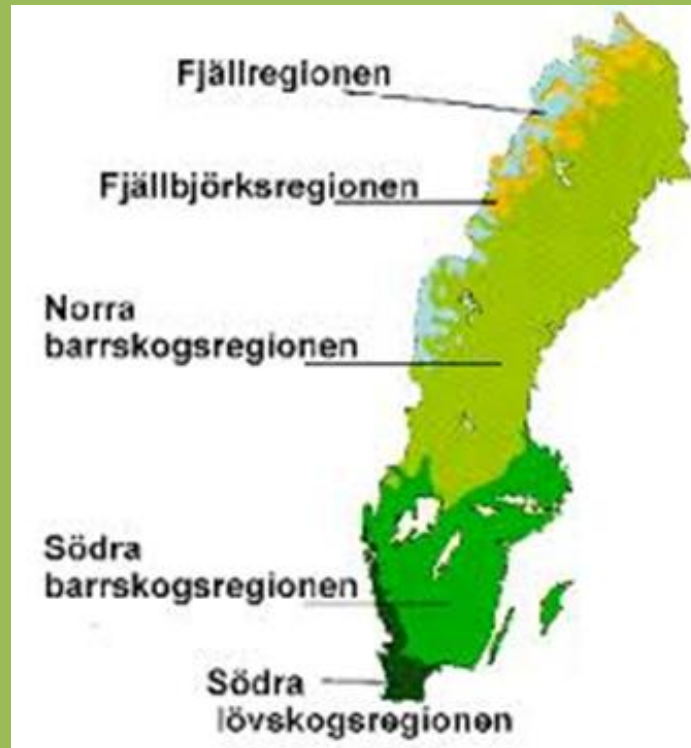 Fjällregionen
Fjällbjörksregionen
Norra
barrskogsregionen
Södra
barrskogsregionen
Södra
lövskogsregionen